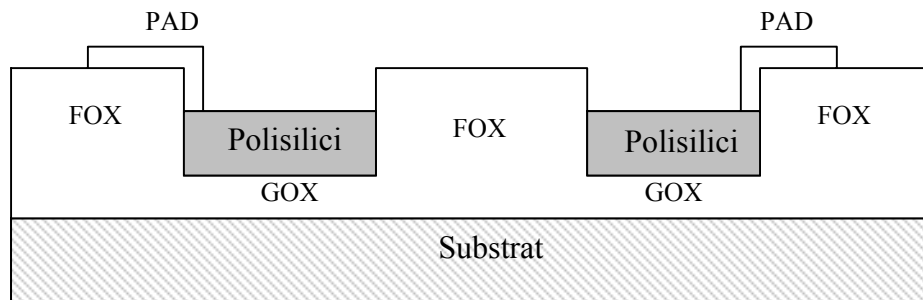 PAD PAD
FOX FOX FOX
Polisilici Polisilici
GOX GOX
Substrat